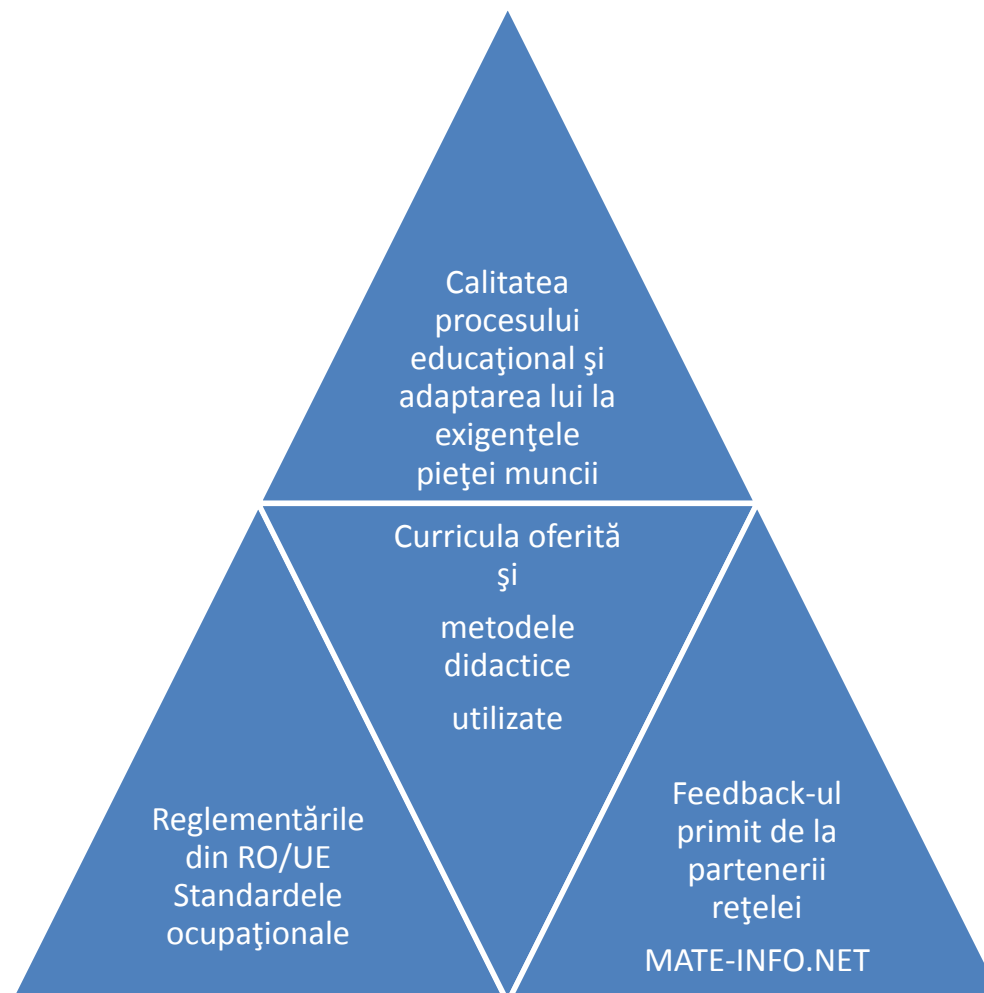 Calitatea
procesului
educaţional şi
adaptarea lui la
exigenţele
pieţei muncii
Curricula oferită
şi
metodele
didactice
utilizate
Reglementările
din RO/UE
Standardele
ocupaţionale
Feedback-ul
primit de la
partenerii
reţelei
MATE-INFO.NET